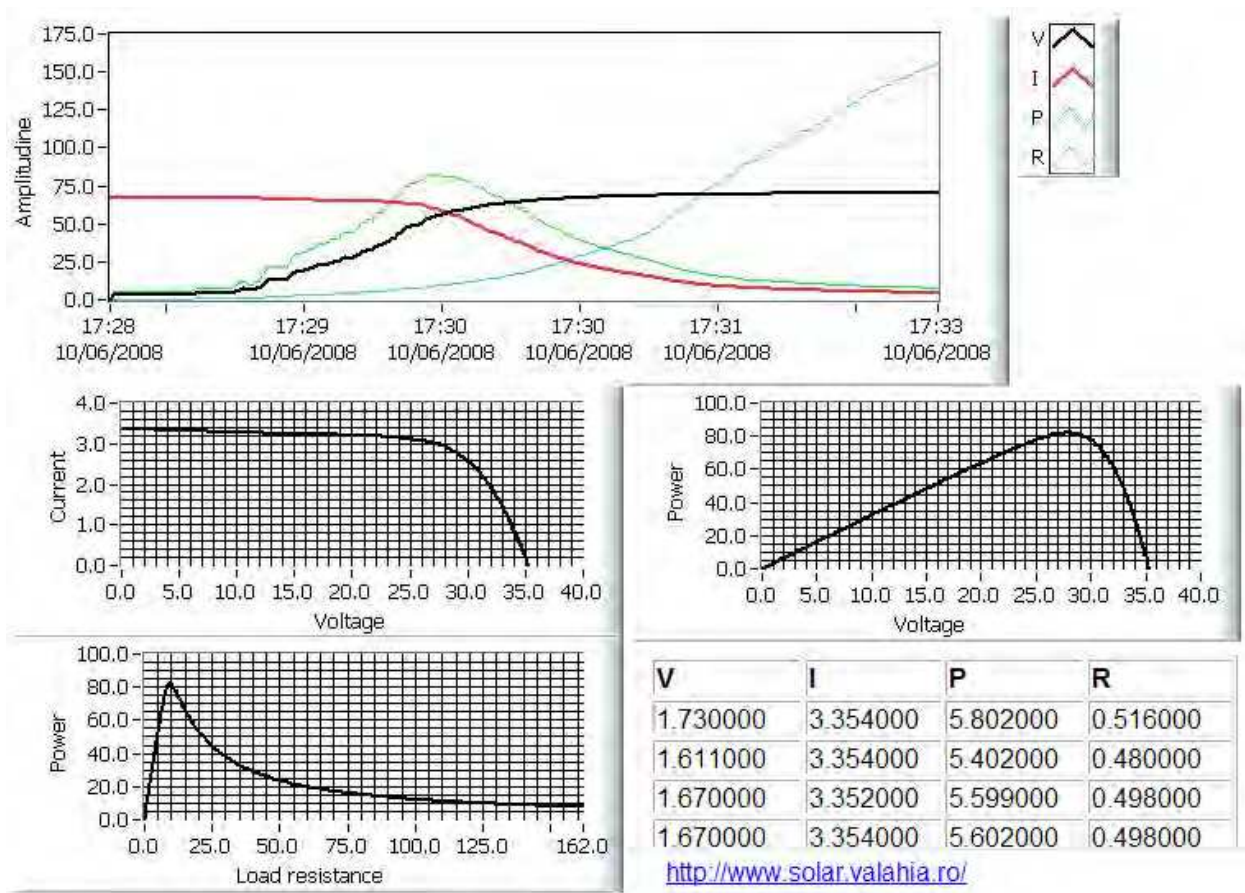 175.0
150.0
125.0
100.0
75.0
50.0
25.0
0.0
Amplitudine
17:28 17:29 17:30 17:30 17:31 17:33
10/06/2008 10/06/2008 10/06/2008 10/06/2008 10/06/2008 10/06/2008
V
I
P
R
4.0
3.0
2.0
1.0
0.0
Current
0.0 5.0 10.0 15.0 20.0 25.0 30.0 35.0 40.0
Voltage
100.0
80.0
60.0
40.0
20.0
0.0
Power
0.0 5.0 10.0 15.0 20.0 25.0 30.0 35.0 40.0
Voltage
100.0
80.0
60.0
40.0
20.0
0.0
Power
0.0 25.0 50.0 75.0 100.0 125.0 162.0
Load resistance
V I P R
1.730000 3.354000 5.802000 0.516000
1.611000 3.354000 5.402000 0.480000
1.670000 3.352000 5.599000 0.498000
1.670000 3.354000 5.602000 0.498000
http://www.solar.valahia.ro/